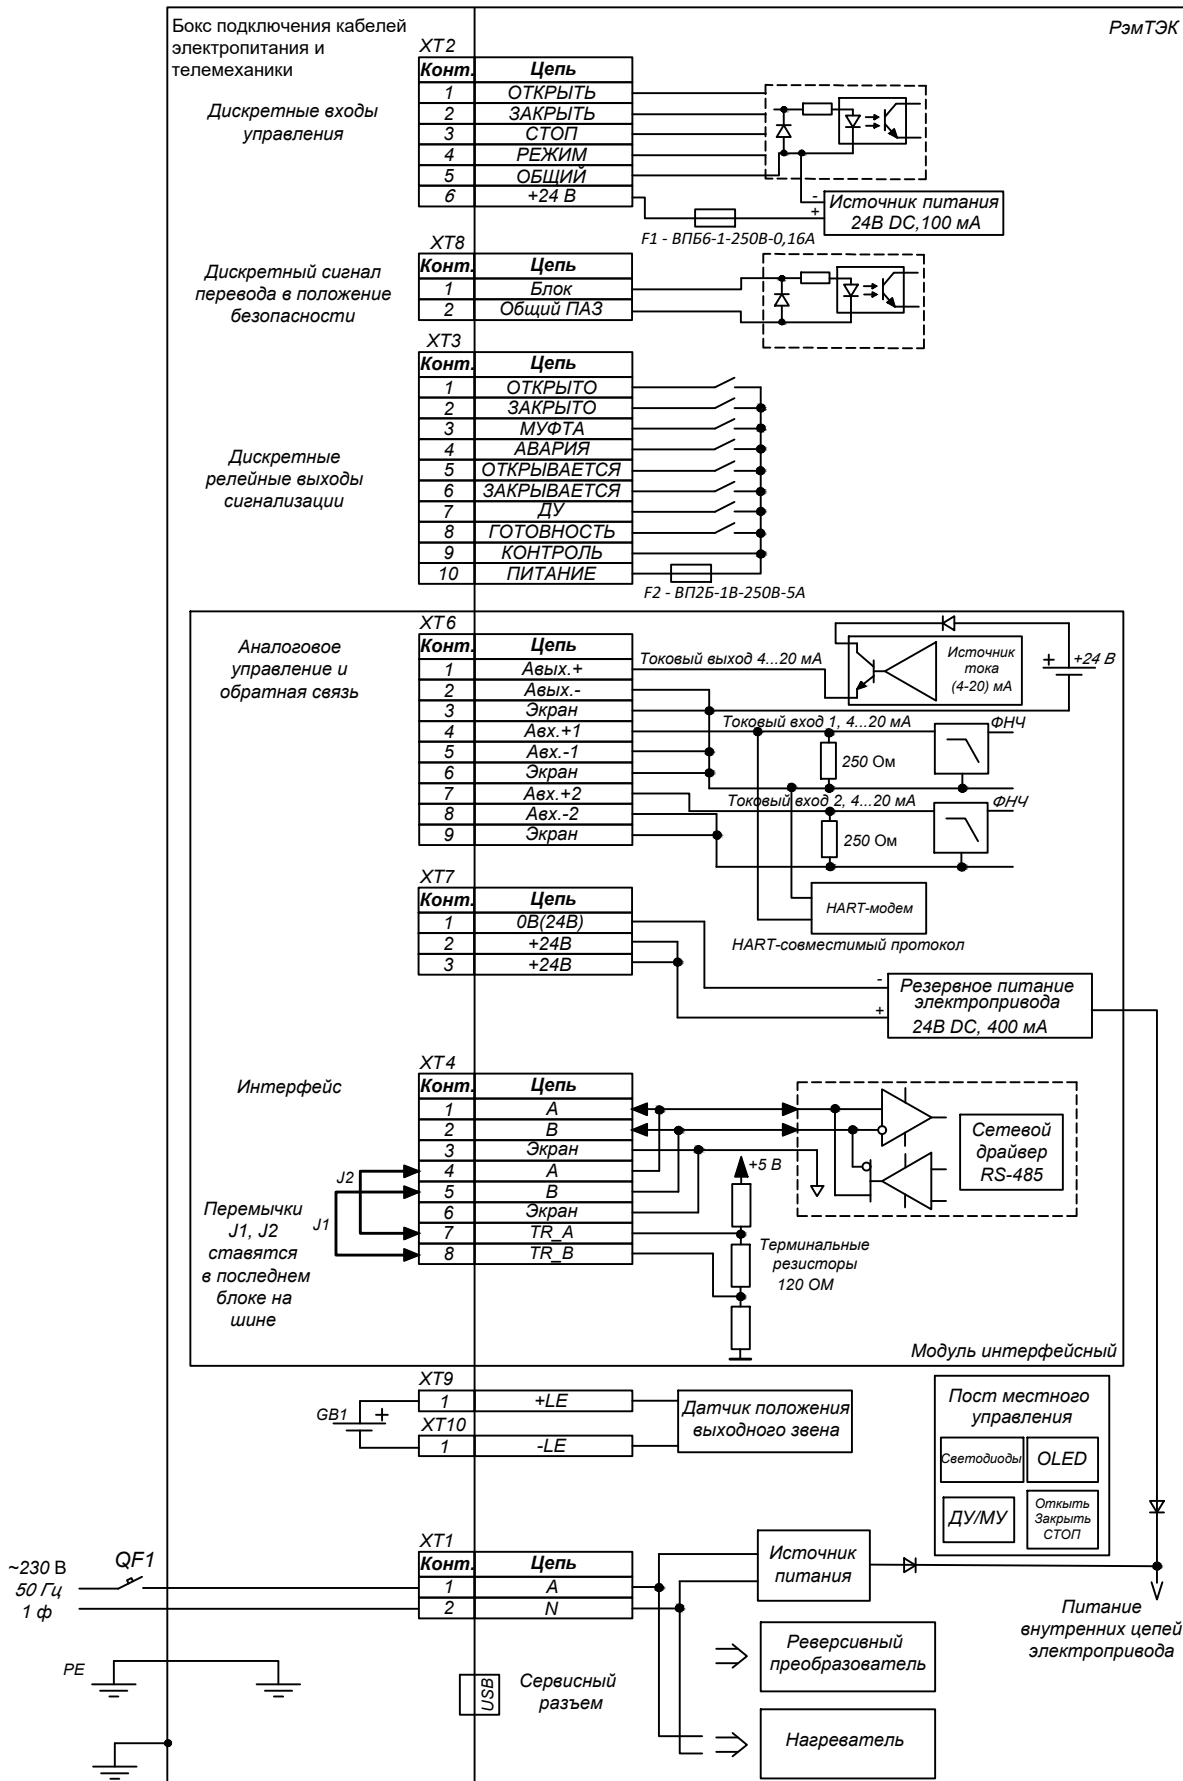 Бокс подключения кабелей
электропитания и
телемеханики
РэмТЭК
XT2
Конт. Цепь
Дискретные входы
управления
1 ОТКРЫТЬ
2 ЗАКРЫТЬ
3 СТОП
4 РЕЖИМ
5 ОБЩИЙ
6 +24 В
-
+
Источник питания
24В DC,100 мА
F1 - ВПБ6-1-250В-0,16А
XT8
Конт. Цепь
Дискретный сигнал
перевода в положение
безопасности
1 Блок
2 Общий ПАЗ
XT3
Конт. Цепь
Дискретные
релейные выходы
сигнализации
1 ОТКРЫТО
2 ЗАКРЫТО
3 МУФТА
4 АВАРИЯ
5 ОТКРЫВАЕТСЯ
6 ЗАКРЫВАЕТСЯ
7 ДУ
8 ГОТОВНОСТЬ
9 КОНТРОЛЬ
10 ПИТАНИЕ
F2 - ВП2Б-1В-250В-5А
XT6
Конт. Цепь
Аналоговое
управление и
обратная связь
1 Авых.+
2 Авых.-
3 Экран
4 Авх.+1
5 Авх.-1
6 Экран
7 Авх.+2
8 Авх.-2
9 Экран
Токовый выход 4...20 мА
Источник
тока
(4-20) мА
+ +24 В
Токовый вход 1, 4...20 мА
ФНЧ
250 Ом
Токовый вход 2, 4...20 мА
ФНЧ
250 Ом
HART-модем
HART-совместимый протокол
XT7
Конт. Цепь
1 0В(24В)
2 +24В
3 +24В
-
+
Резервное питание
электропривода
24В DC, 400 мА
XT4
Интерфейс
Конт. Цепь
1 A
2 B
3 Экран
4 A
5 B
6 Экран
7 TR_A
8 TR_B
J2
J1
Перемычки
J1, J2
ставятся
в последнем
блоке на
шине
+5 В
Терминальные
резисторы
120 ОМ
Сетевой
драйвер
RS-485
Модуль интерфейсный
XT9
1 +LE
GB1 +
XT10
1 -LE
Датчик положения
выходного звена
Пост местного
управления
Светодиоды
OLED
ДУ/МУ
Откыть
Закрыть
СТОП
XT1
Конт. Цепь
1 A
2 N
~230 В
50 Гц
1 ф
QF1
Источник
питания
Питание
внутренних цепей
электропривода
PE
USB
Сервисный
разъем
Реверсивный
преобразователь
Нагреватель